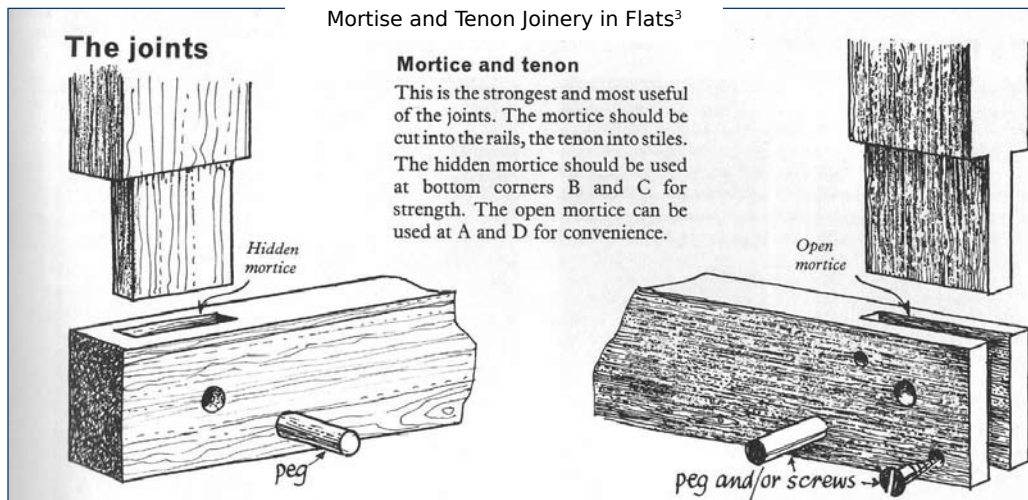 Mortise and Tenon Joinery in Flats³
The joints
Mortice and tenon
This is the strongest and most useful
of the joints. The mortice should be
cut into the rails, the tenon into stiles.
The hidden mortice should be used
at bottom corners B and C for
strength. The open mortice can be
used at A and D for convenience.
Hidden
mortice
Open
mortice
peg
peg and/or screws